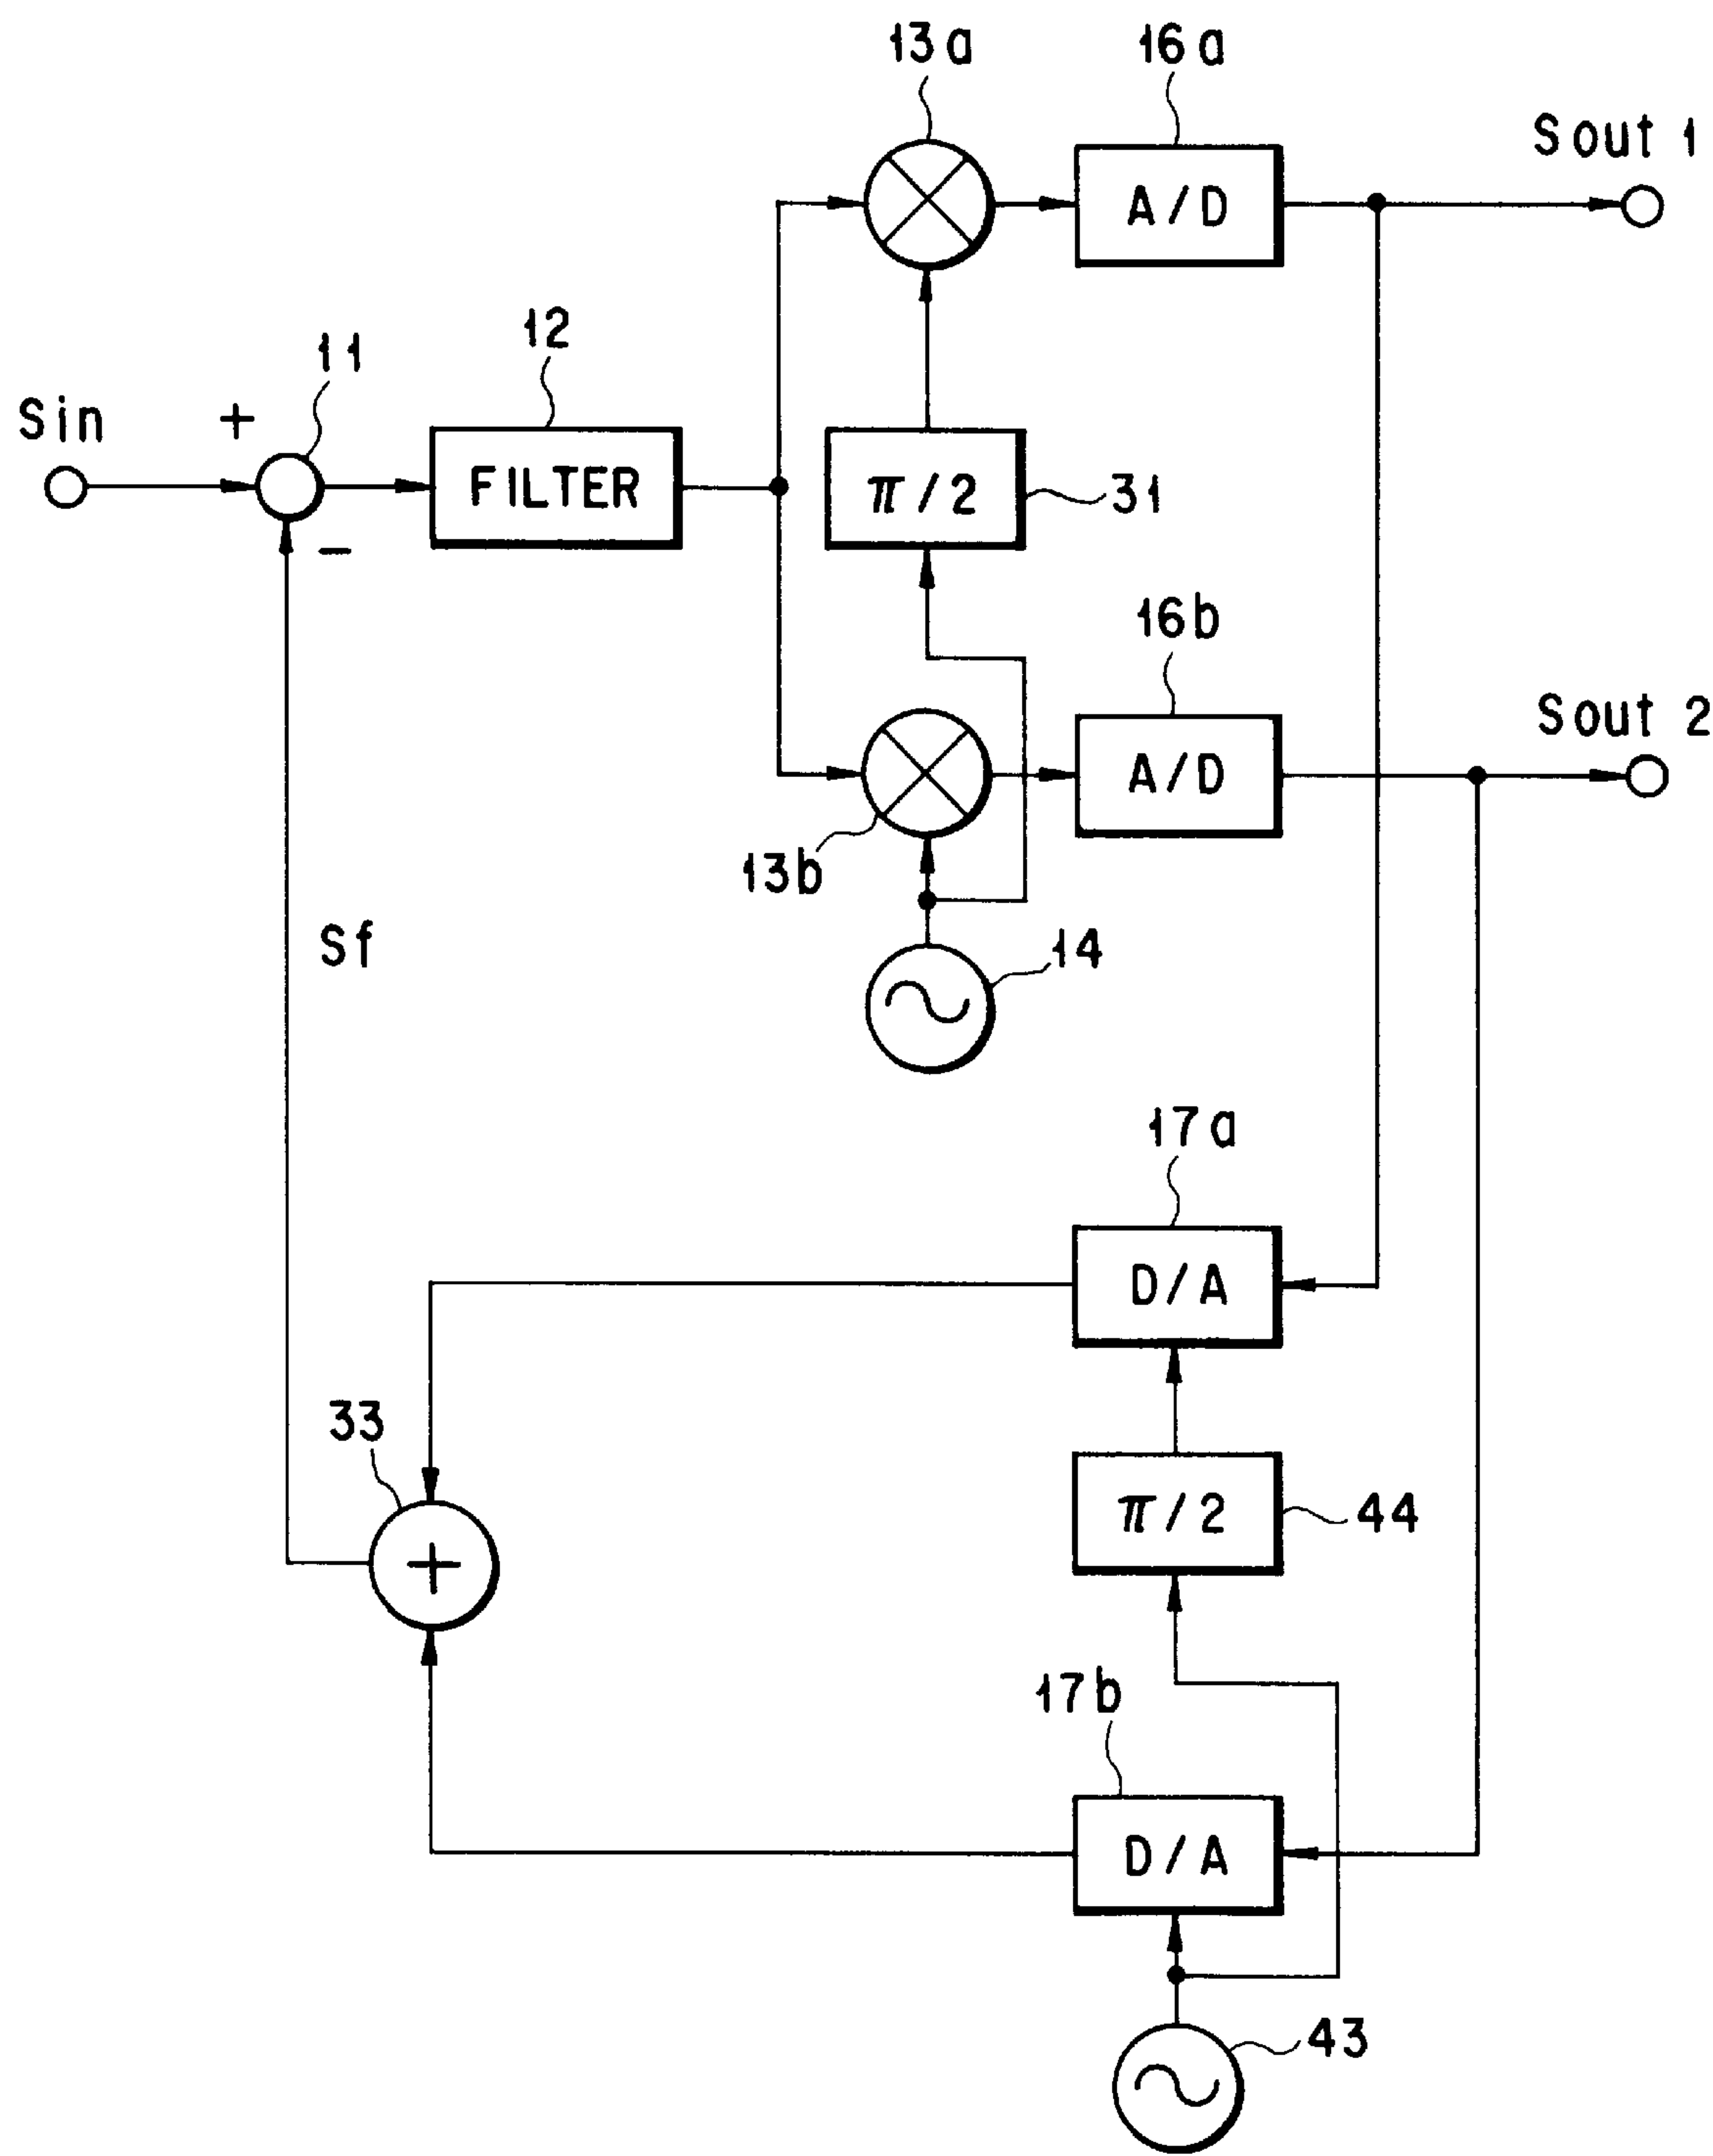 13a
16a
Sout 1
A/D
12
11
Sin
+
FILTER
π/2
31
-
16b
Sout 2
A/D
13b
Sf
14
17a
D/A
33
π/2
44
+
17b
D/A
43